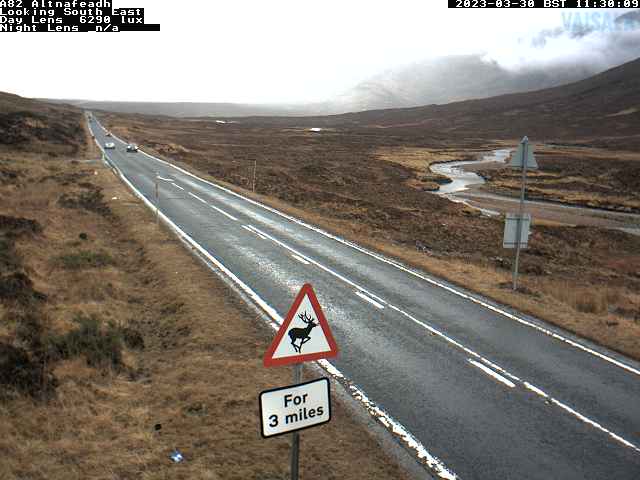 A82 Altnafeadh
Looking South East
Day Lens 6290 lux
Night Lens n/a
2023-03-30 BST 11:30:09
VAISALA
For
3 miles